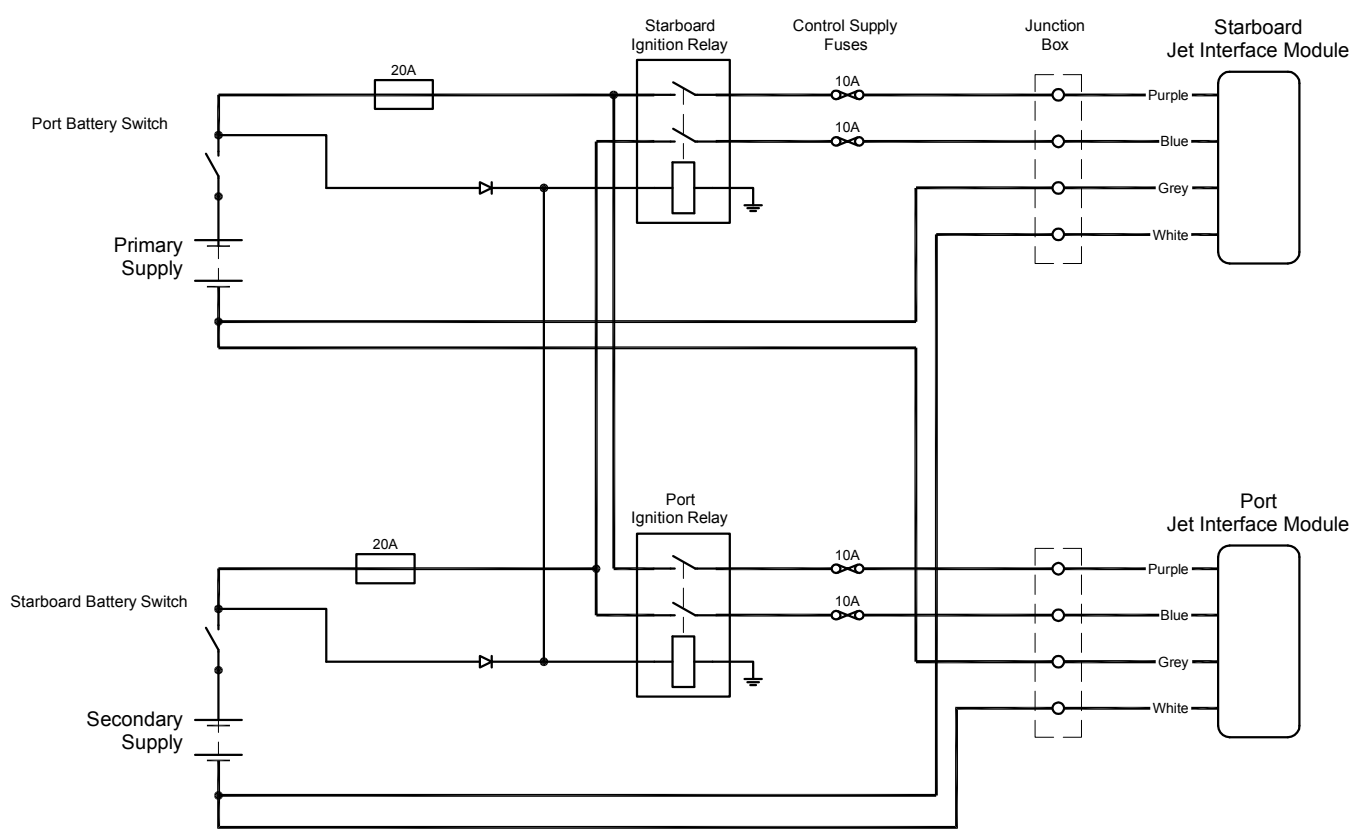 Starboard
Ignition Relay
Control Supply
Fuses
Junction
Box
Starboard
Jet Interface Module
20A
10A
Purple
Port Battery Switch
10A
Blue
Grey
White
Primary
Supply
Port
Ignition Relay
Port
Jet Interface Module
20A
10A
Purple
Starboard Battery Switch
10A
Blue
Grey
White
Secondary
Supply